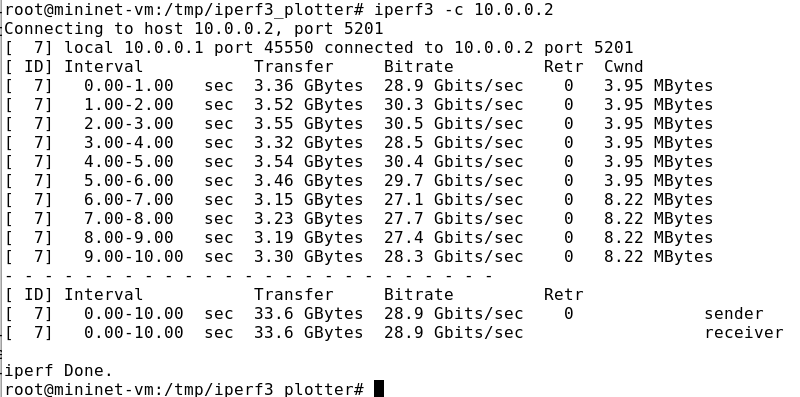 root@mininet-vm:/tmp/iperf3_plotter# iperf3 -c 10.0.0.2
Connecting to host 10.0.0.2, port 5201
[  7] local 10.0.0.1 port 45550 connected to 10.0.0.2 port 5201
[ ID] Interval           Transfer     Bitrate         Retr  Cwnd
[  7]   0.00-1.00   sec  3.36 GBytes  28.9 Gbits/sec    0   3.95 MBytes
[  7]   1.00-2.00   sec  3.52 GBytes  30.3 Gbits/sec    0   3.95 MBytes
[  7]   2.00-3.00   sec  3.55 GBytes  30.5 Gbits/sec    0   3.95 MBytes
[  7]   3.00-4.00   sec  3.32 GBytes  28.5 Gbits/sec    0   3.95 MBytes
[  7]   4.00-5.00   sec  3.54 GBytes  30.4 Gbits/sec    0   3.95 MBytes
[  7]   5.00-6.00   sec  3.46 GBytes  29.7 Gbits/sec    0   3.95 MBytes
[  7]   6.00-7.00   sec  3.15 GBytes  27.1 Gbits/sec    0   8.22 MBytes
[  7]   7.00-8.00   sec  3.23 GBytes  27.7 Gbits/sec    0   8.22 MBytes
[  7]   8.00-9.00   sec  3.19 GBytes  27.4 Gbits/sec    0   8.22 MBytes
[  7]   9.00-10.00  sec  3.30 GBytes  28.3 Gbits/sec    0   8.22 MBytes
- - - - - - - - - - - - - - - - - - - - - - - - -
[ ID] Interval           Transfer     Bitrate         Retr
[  7]   0.00-10.00  sec  33.6 GBytes  28.9 Gbits/sec    0             sender
[  7]   0.00-10.00  sec  33.6 GBytes  28.9 Gbits/sec                  receiver
iperf Done.
root@mininet-vm:/tmp/iperf3_plotter#